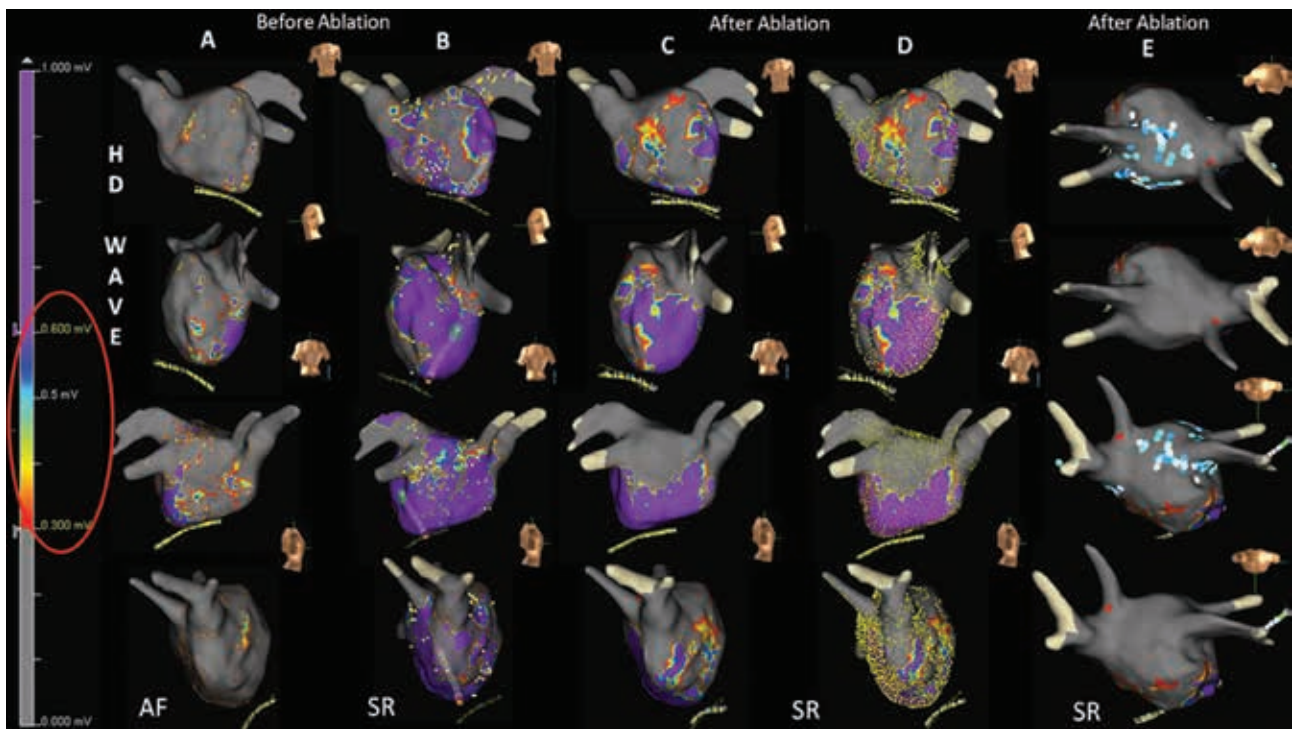 Before Ablation
After Ablation
After Ablation
A
B
C
D
E
1.000 mV
0.600 mV
0.5 mV
0.300 mV
0.000 mV
H
D
W
A
V
E
AF
SR
SR
SR